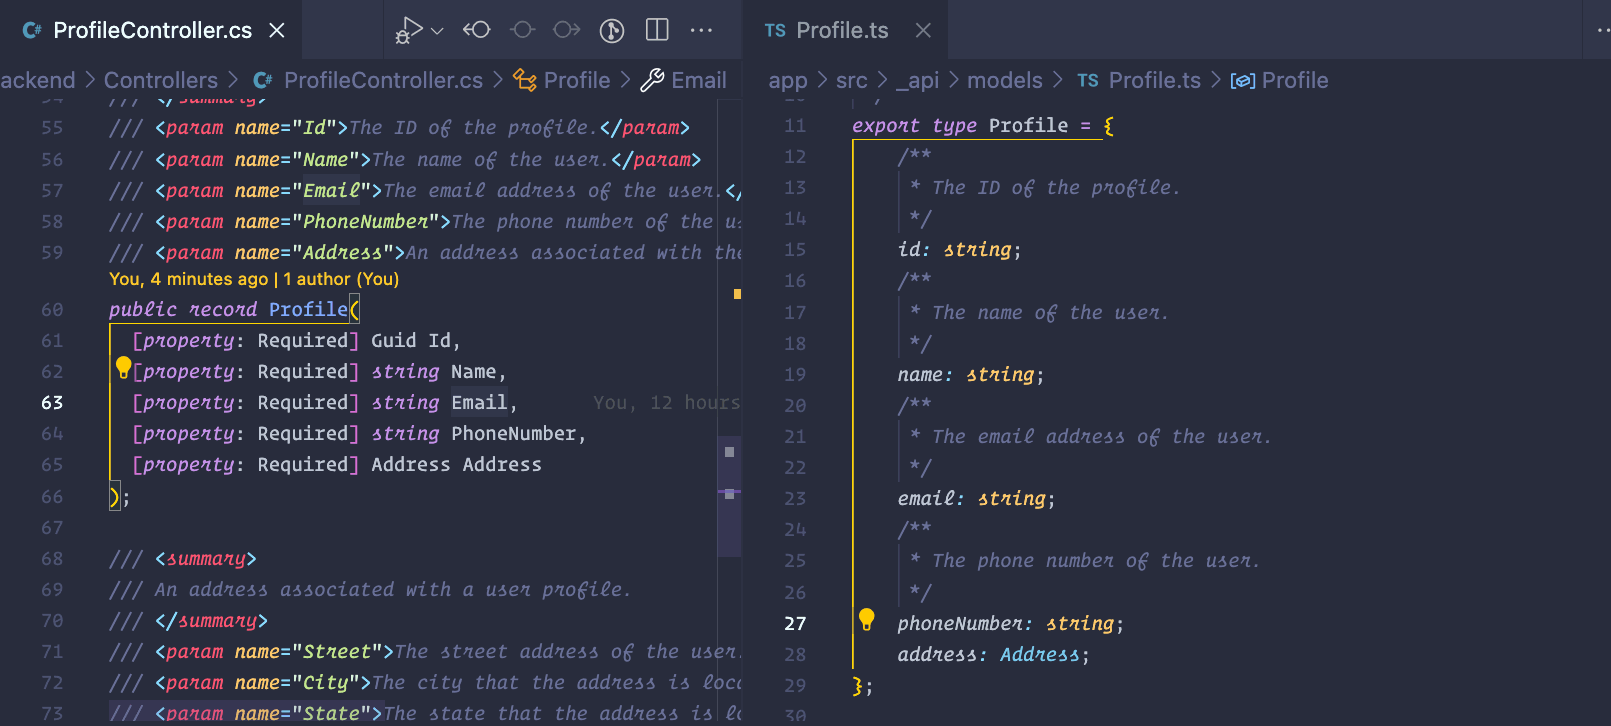 C# ProfileController.cs
ackend > Controllers > C# ProfileController.cs > Profile > Email
54 /// </summary>
55 /// <param name="Id">The ID of the profile.</param>
56 /// <param name="Name">The name of the user.</param>
57 /// <param name="Email">The email address of the user.</
58 /// <param name="PhoneNumber">The phone number of the us
59 /// <param name="Address">An address associated with the
You, 4 minutes ago | 1 author (You)
60 public record Profile(
61 [property: Required] Guid Id,
62 [property: Required] string Name,
63 [property: Required] string Email, You, 12 hours
64 [property: Required] string PhoneNumber,
65 [property: Required] Address Address
66 );
67
68 /// <summary>
69 /// An address associated with a user profile.
70 /// </summary>
71 /// <param name="Street">The street address of the user.
72 /// <param name="City">The city that the address is loca
73 /// <param name="State">The state that the address is lo
TS Profile.ts
app > src > _api > models > TS Profile.ts > Profile
10 */
11 export type Profile = {
12 /**
13 * The ID of the profile.
14 */
15 id: string;
16 /**
17 * The name of the user.
18 */
19 name: string;
20 /**
21 * The email address of the user.
22 */
23 email: string;
24 /**
25 * The phone number of the user.
26 */
27 phoneNumber: string;
28 address: Address;
29 };
30